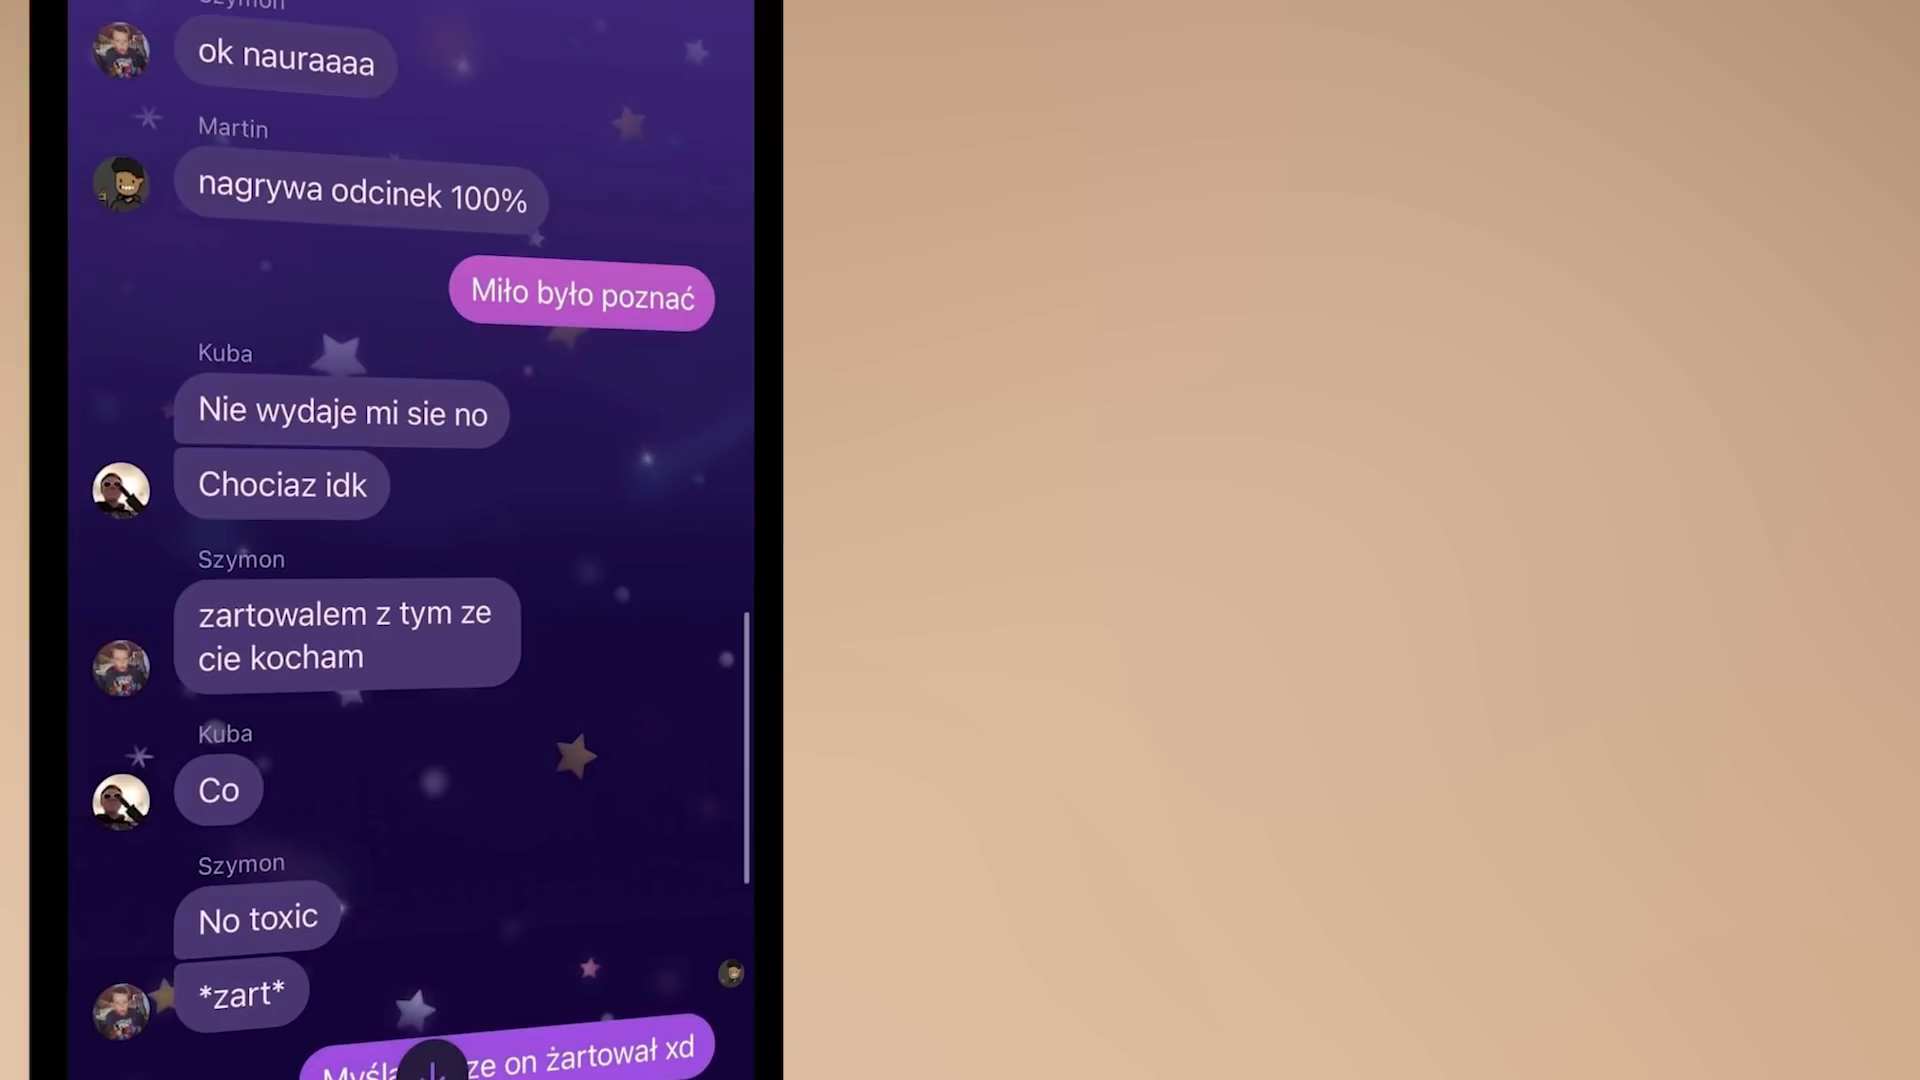 Szymon
ok nauraaaa
Martin
nagrywa odcinek 100%
Miło było poznać
Kuba
Nie wydaje mi sie no
Chociaz idk
Szymon
zartowalem z tym ze
cie kocham
Kuba
Co
Szymon
No toxic
*zart*
ze on żartował xd